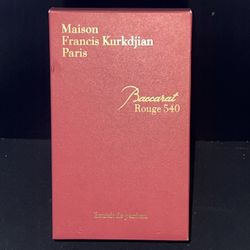 Maison
Francis Kurkdjian
Paris
Baccarat
Rouge 540
Extrait de parfum